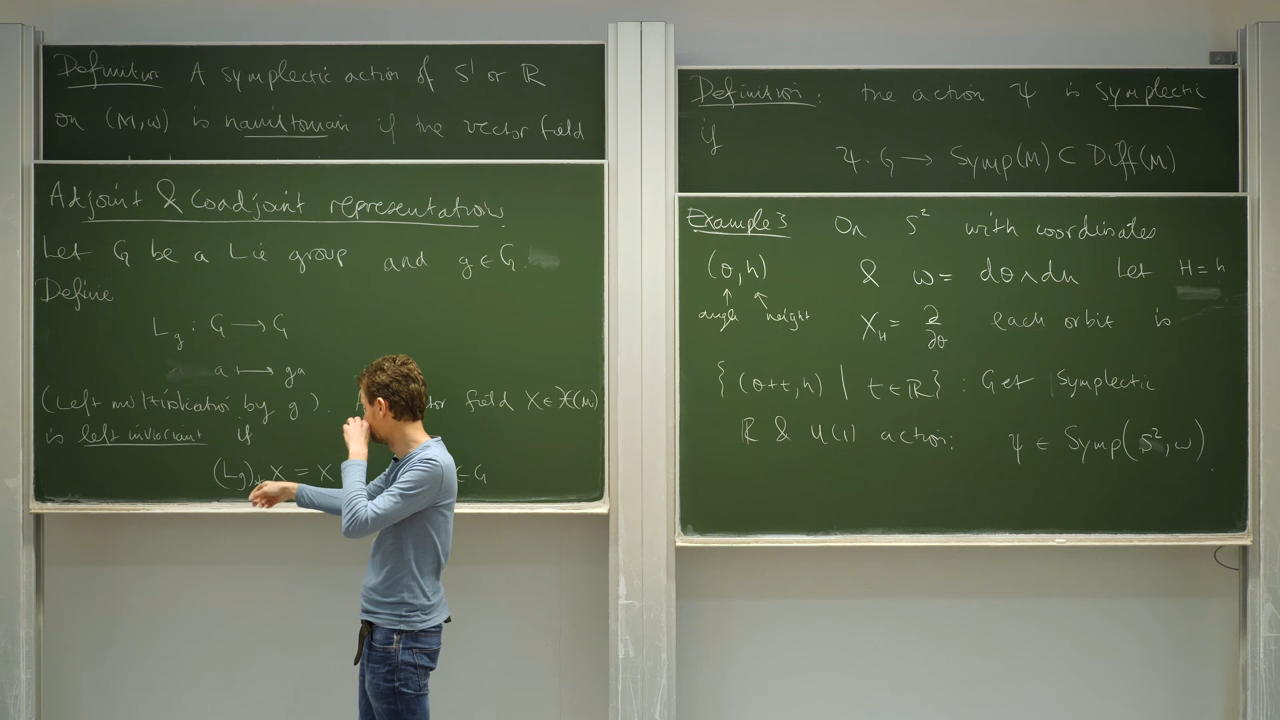 Definition A symplectic action of S¹ or ℝ
on (M,ω) is hamiltonian if the vector field
Adjoint & Coadjoint representations
Let G be a Lie group and g ∈ G.
Define
L_g : G → G
a ↦ ga
(Left multiplication by g). field X ∈ 𝔛(M)
is left invariant if
(L_g)_* X = X ∈ G
Definition: the action ψ is symplectic
if
ψ: G → Symp(M) ⊂ Diff(M)
Example 3 On S² with coordinates
(θ,h) & ω = dθ∧dh Let H = h
↑ ↖
angle height X_H = ∂/∂θ each orbit is
{(θ+t,h) | t∈ℝ} : Get symplectic
ℝ & U(1) action: ψ ∈ Symp(S²,ω).